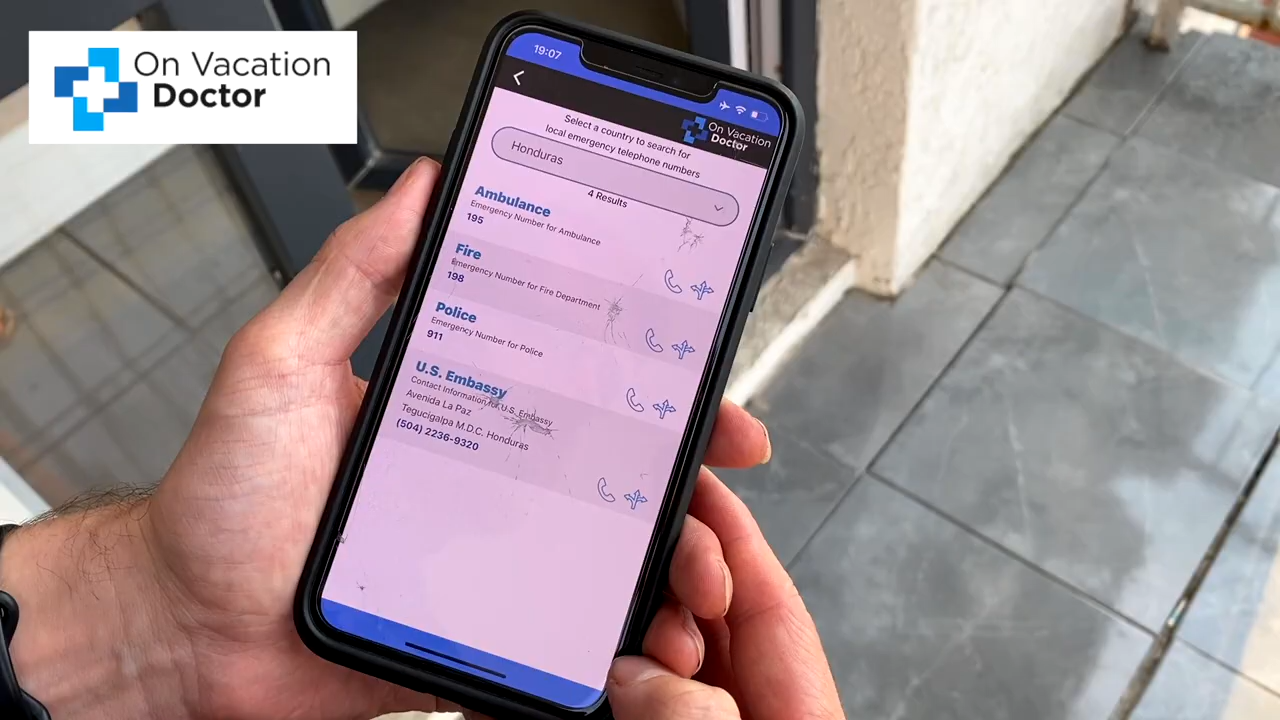 On Vacation
Doctor
19:07
On Vacation
Doctor
Select a country to search for
local emergency telephone numbers
Honduras
4 Results
Ambulance
Emergency Number for Ambulance
195
Fire
Emergency Number for Fire Department
198
Police
Emergency Number for Police
911
U.S. Embassy
Contact Information for U.S. Embassy
Avenida La Paz
Tegucigalpa M.D.C. Honduras
(504) 2236-9320